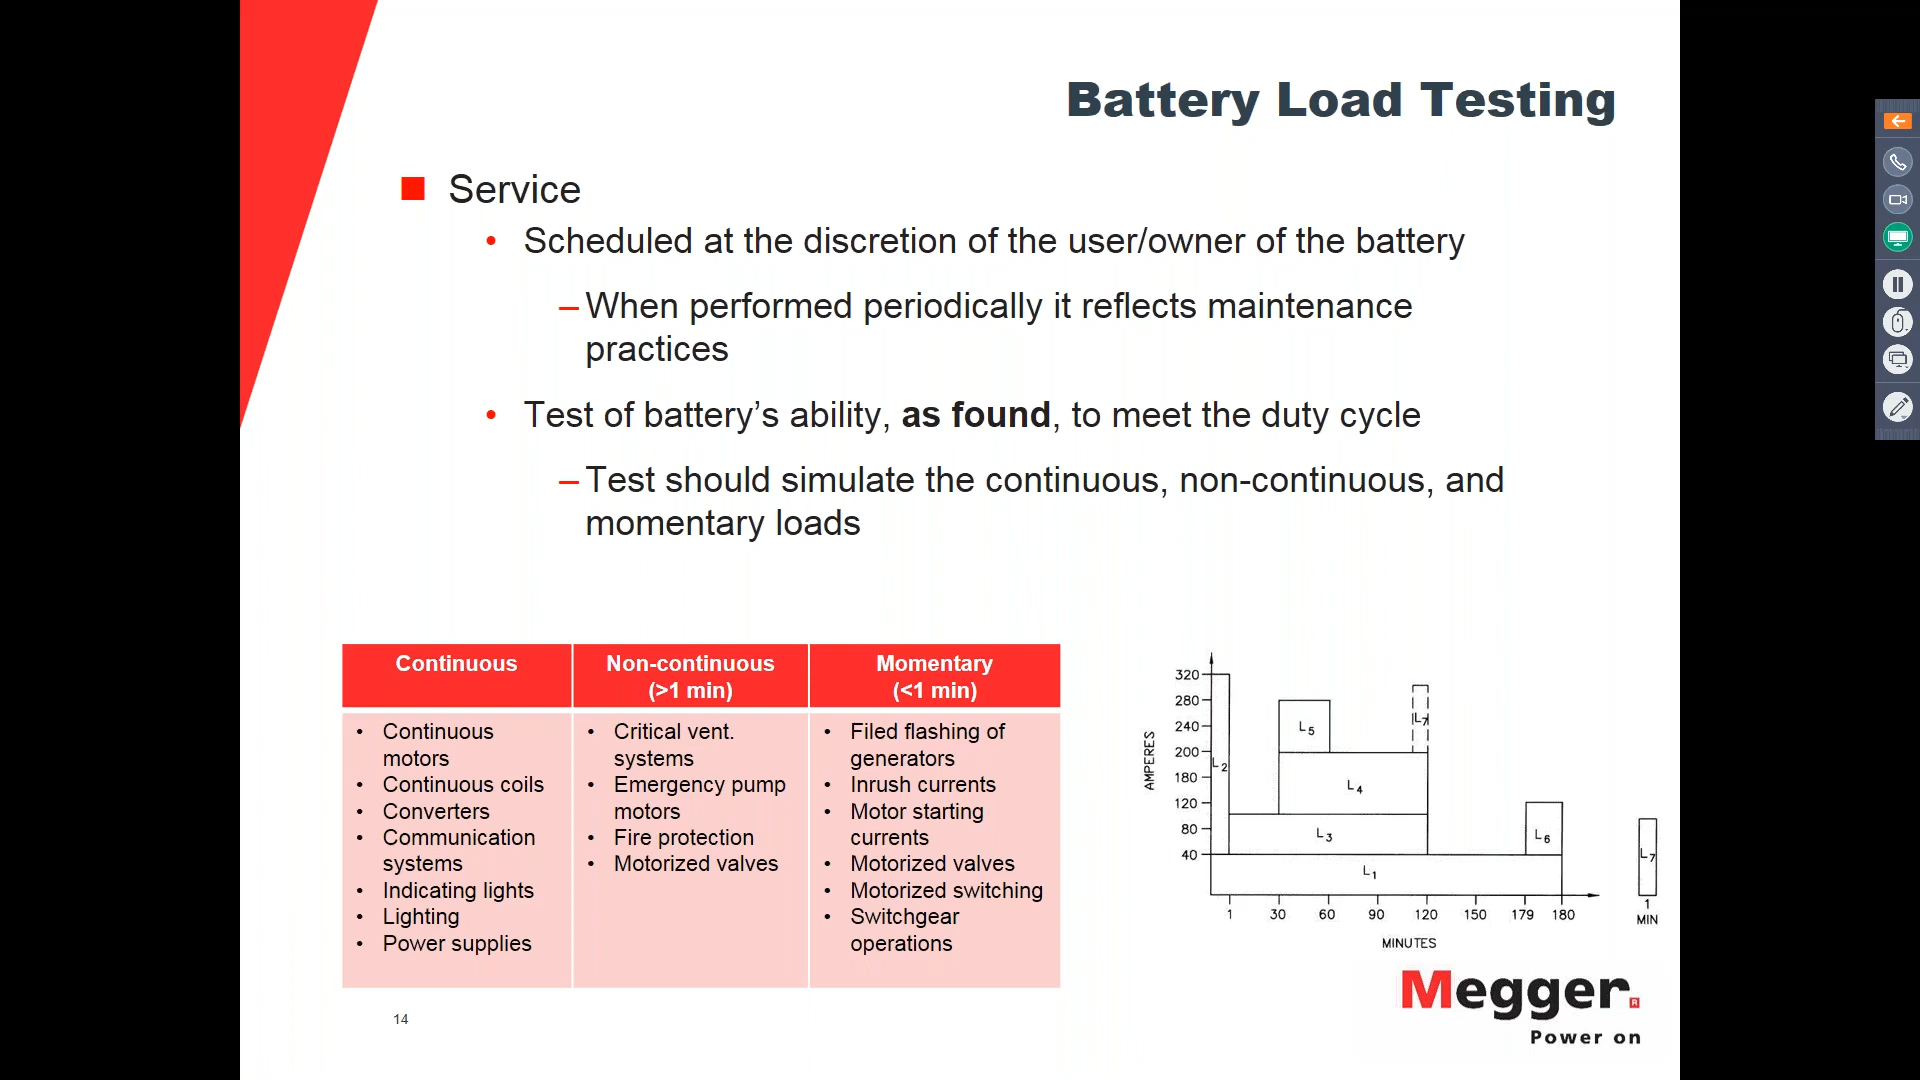 Battery Load Testing
Service
• Scheduled at the discretion of the user/owner of the battery
– When performed periodically it reflects maintenance
practices
• Test of battery’s ability, as found, to meet the duty cycle
– Test should simulate the continuous, non-continuous, and
momentary loads
Continuous
• Continuous
motors
• Continuous coils
• Converters
• Communication
systems
• Indicating lights
• Lighting
• Power supplies
Non-continuous
(>1 min)
• Critical vent.
systems
• Emergency pump
motors
• Fire protection
• Motorized valves
Momentary
(<1 min)
• Filed flashing of
generators
• Inrush currents
• Motor starting
currents
• Motorized valves
• Motorized switching
• Switchgear
operations
AMPERES
320
280
240
200
180
120
80
40
L2
L5
L7
L4
L3
L6
L1
L7
1 30 60 90 120 150 179 180
MINUTES
1
MIN
Megger R
Power on
14